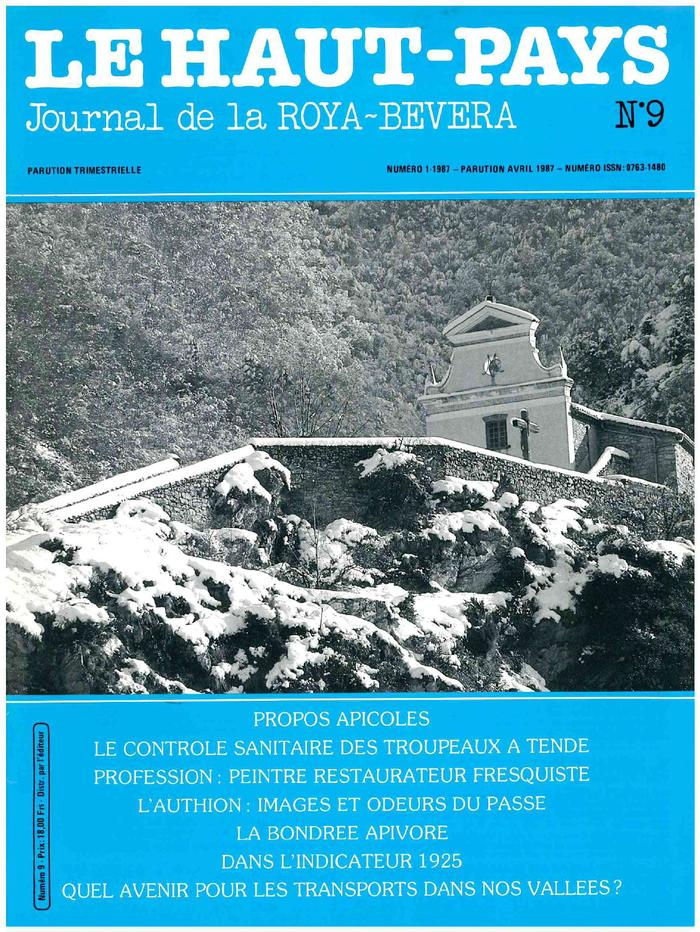 LE HAUT-PAYS
Journal de la ROYA~BEVERA
N°9
PARUTION TRIMESTRIELLE
NUMÉRO 1-1987 – PARUTION AVRIL 1987 – NUMÉRO ISSN: 0763-1480
PROPOS APICOLES
LE CONTROLE SANITAIRE DES TROUPEAUX A TENDE
PROFESSION : PEINTRE RESTAURATEUR FRESQUISTE
L'AUTHION : IMAGES ET ODEURS DU PASSE
LA BONDREE APIVORE
DANS L'INDICATEUR 1925
QUEL AVENIR POUR LES TRANSPORTS DANS NOS VALLEES ?
Numéro 9 - Prix: 18,00 Frs - Distr. par l'éditeur